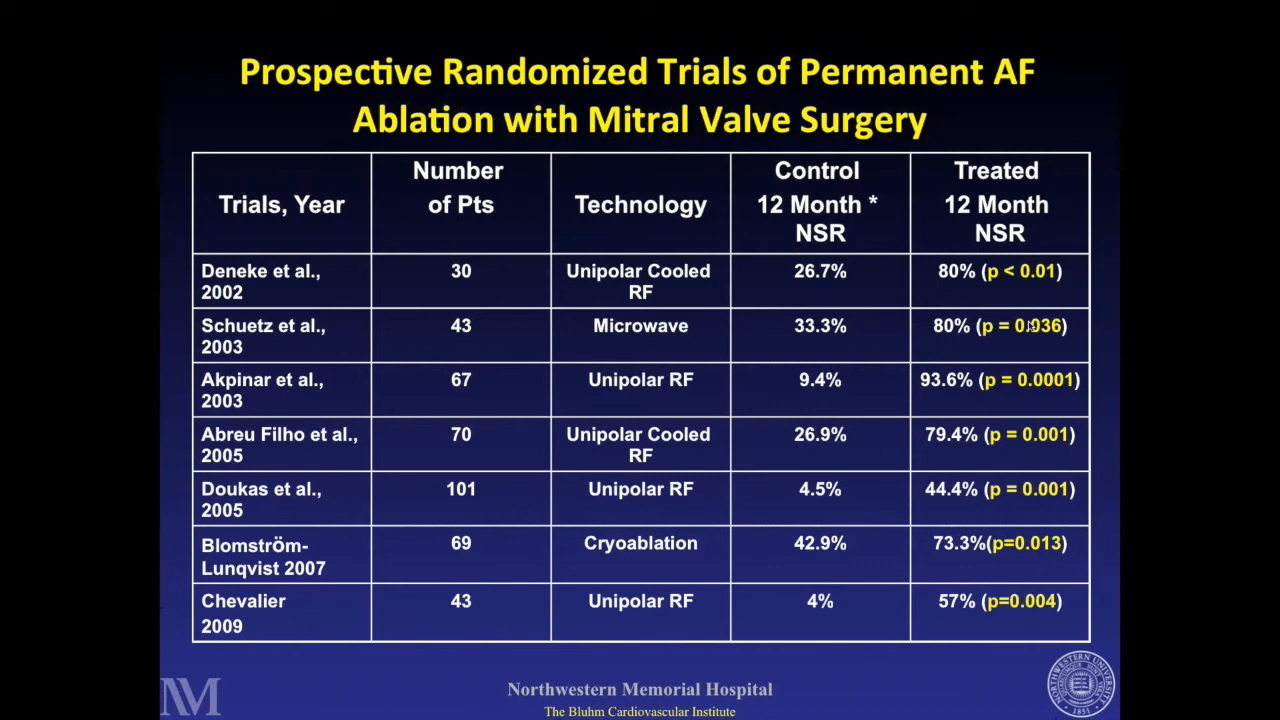 Prospective Randomized Trials of Permanent AF
Ablation with Mitral Valve Surgery
Trials, Year
Number
of Pts
Technology
Control
12 Month *
NSR
Treated
12 Month
NSR
Deneke et al.,
2002
30
Unipolar Cooled
RF
26.7%
80% (p < 0.01)
Schuetz et al.,
2003
43
Microwave
33.3%
80% (p = 0.036)
Akpinar et al.,
2003
67
Unipolar RF
9.4%
93.6% (p = 0.0001)
Abreu Filho et al.,
2005
70
Unipolar Cooled
RF
26.9%
79.4% (p = 0.001)
Doukas et al.,
2005
101
Unipolar RF
4.5%
44.4% (p = 0.001)
Blomström-
Lunqvist 2007
69
Cryoablation
42.9%
73.3%(p=0.013)
Chevalier
2009
43
Unipolar RF
4%
57% (p=0.004)
NM
Northwestern Memorial Hospital
The Bluhm Cardiovascular Institute
NORTHWESTERN UNIVERSITY
1851